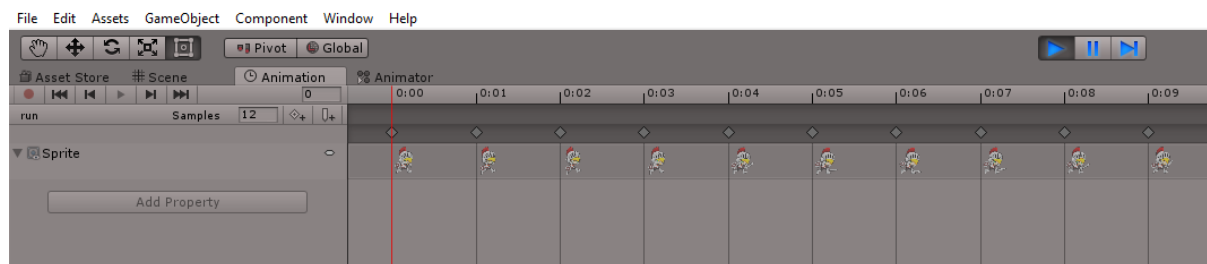 File Edit Assets GameObject Component Window Help
Pivot Global
Asset Store Scene Animation Animator
0 0:00 0:01 0:02 0:03 0:04 0:05 0:06 0:07 0:08 0:09
run Samples 12
Sprite
Add Property